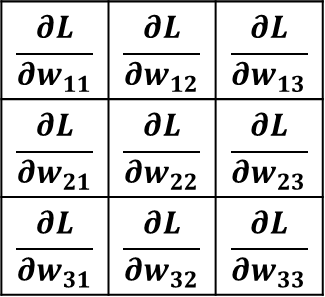 ∂L ∂L ∂L
∂w₁₁ ∂w₁₂ ∂w₁₃
∂L ∂L ∂L
∂w₂₁ ∂w₂₂ ∂w₂₃
∂L ∂L ∂L
∂w₃₁ ∂w₃₂ ∂w₃₃